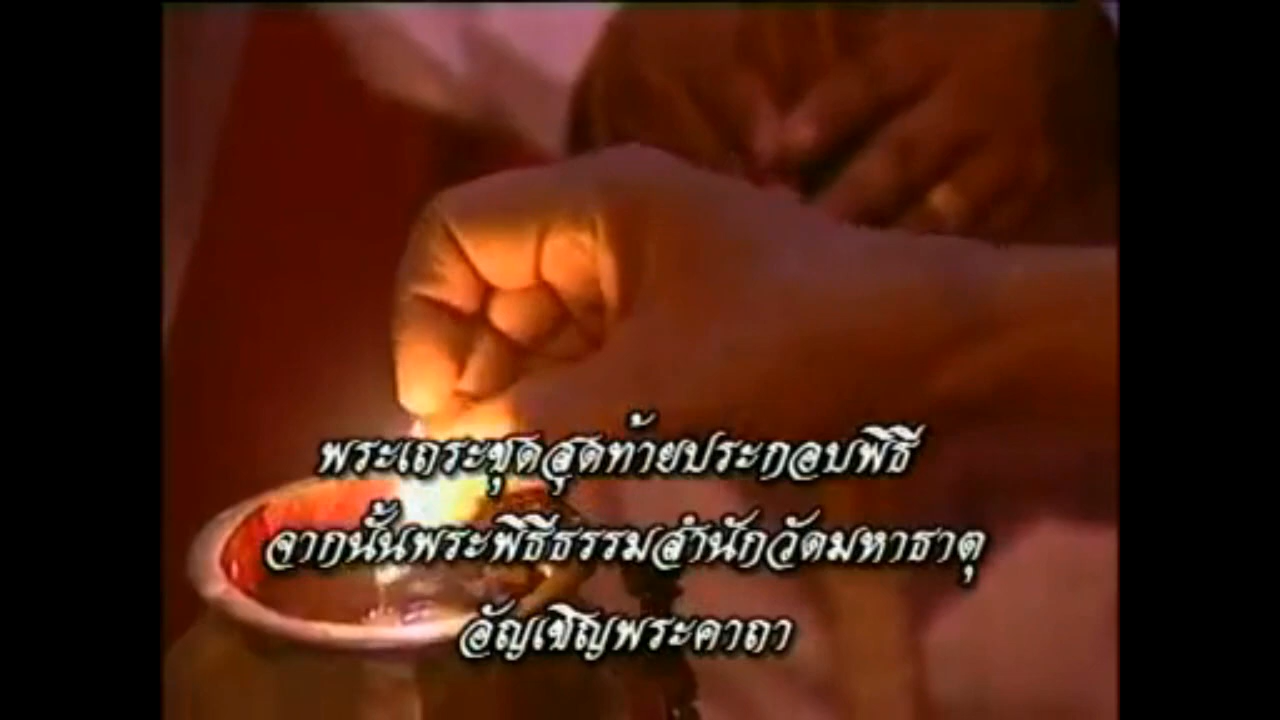 พระเถระชุดสุดท้ายประกอบพิธี
จากนั้นพระพิธีธรรมสำนักวัดมหาธาตุ
อัญเชิญพระคาถา